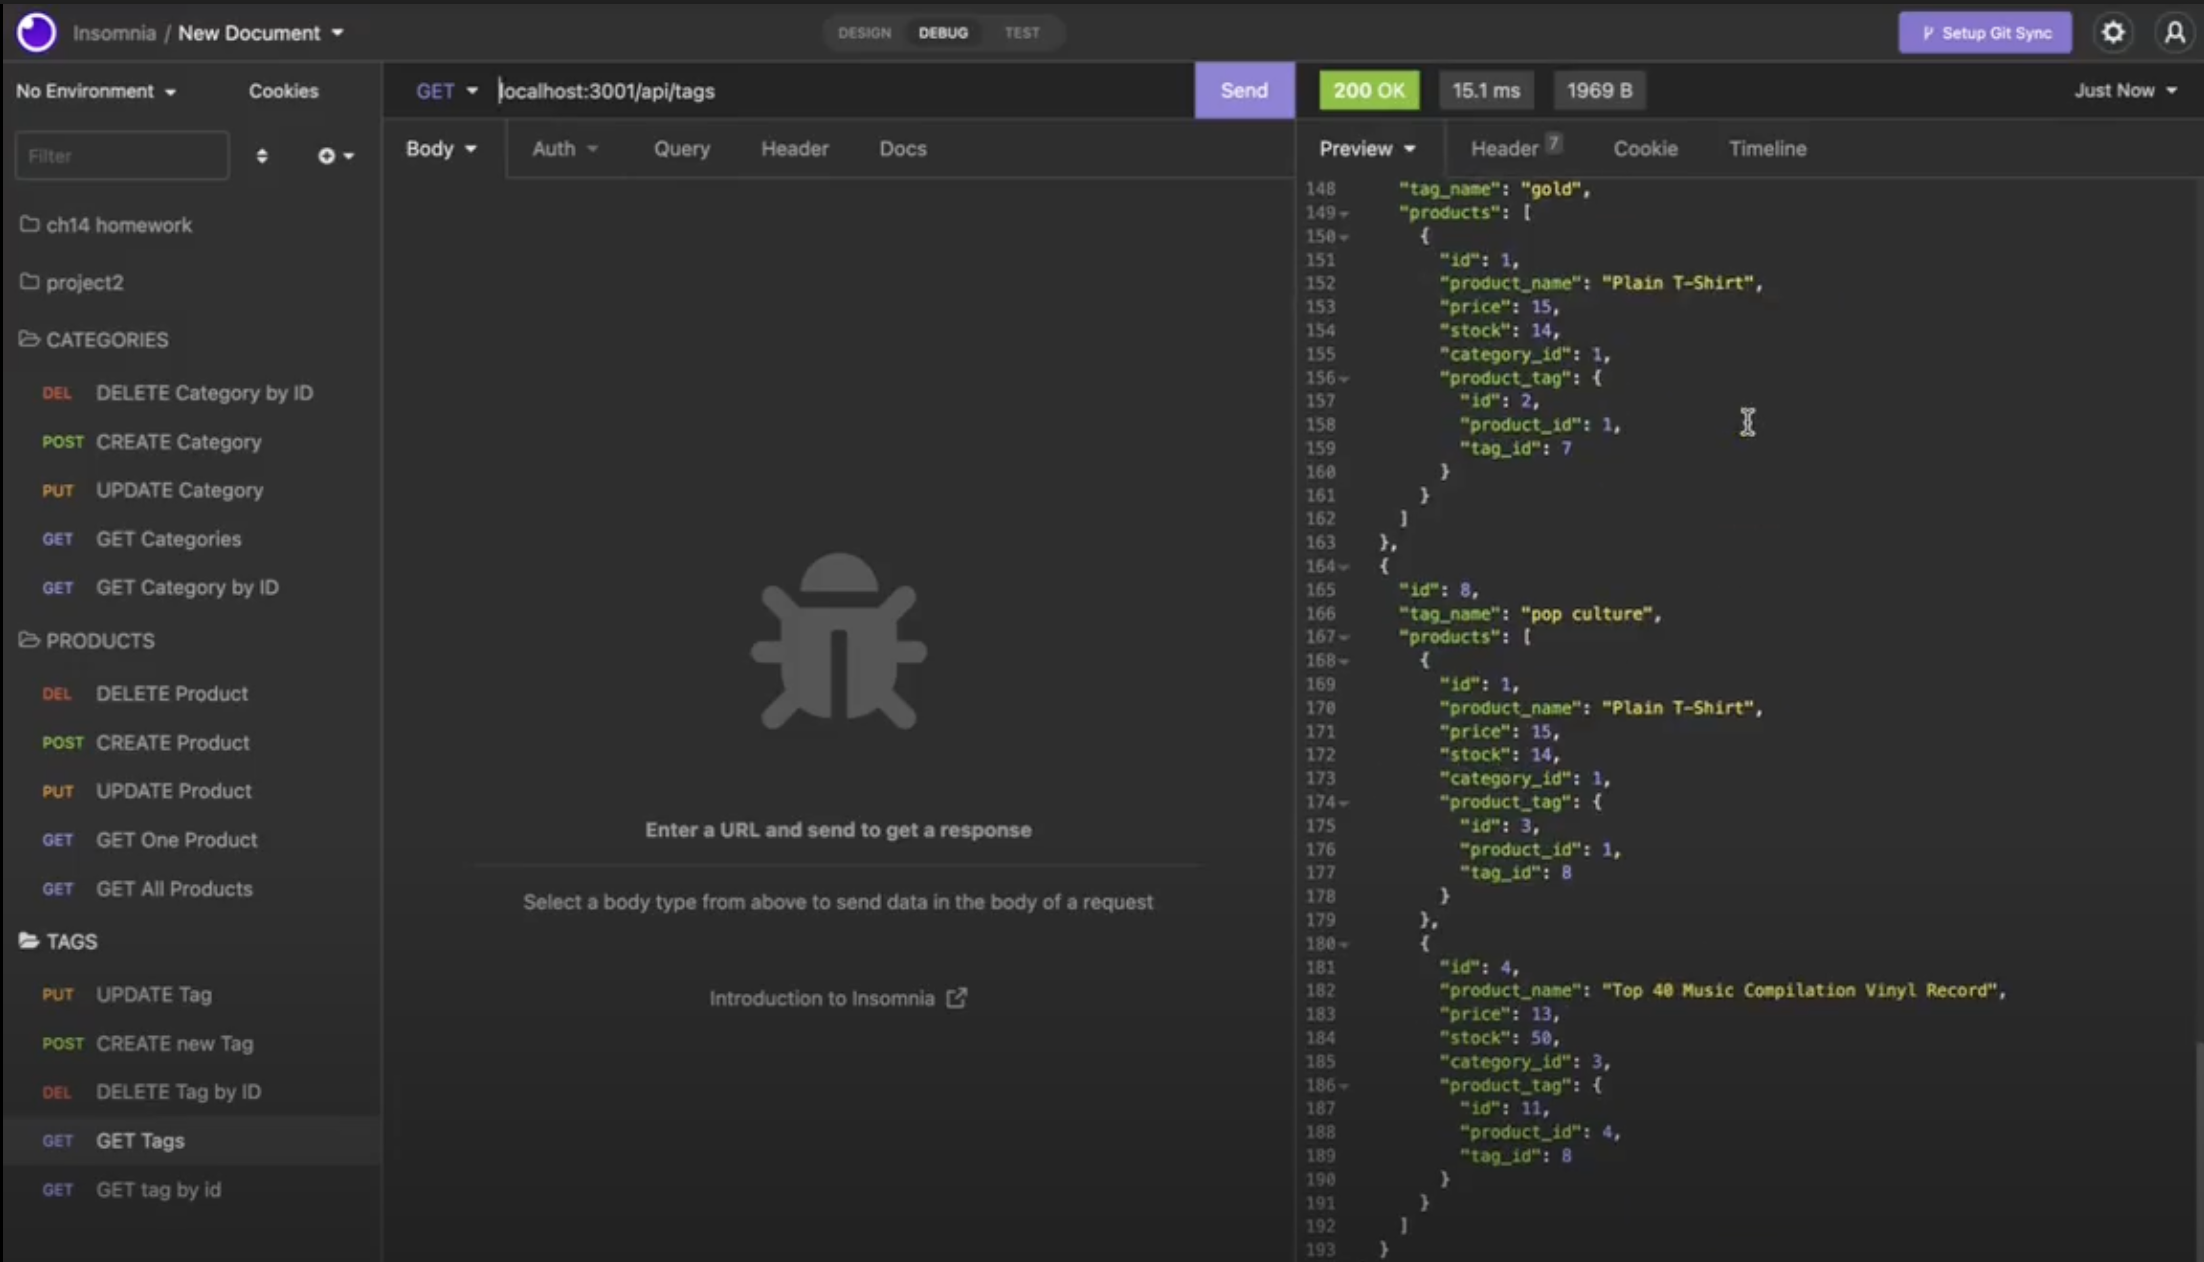 Insomnia / New Document
DESIGN DEBUG TEST
Setup Git Sync
No Environment
Cookies
Filter
ch14 homework
project2
CATEGORIES
DEL DELETE Category by ID
POST CREATE Category
PUT UPDATE Category
GET GET Categories
GET GET Category by ID
PRODUCTS
DEL DELETE Product
POST CREATE Product
PUT UPDATE Product
GET GET One Product
GET GET All Products
TAGS
PUT UPDATE Tag
POST CREATE new Tag
DEL DELETE Tag by ID
GET GET Tags
GET GET tag by id
GET localhost:3001/api/tags Send
Body Auth Query Header Docs
Enter a URL and send to get a response
Select a body type from above to send data in the body of a request
Introduction to Insomnia
200 OK 15.1 ms 1969 B Just Now
Preview Header 7 Cookie Timeline
148 "tag_name": "gold",
149 "products": [
150 {
151 "id": 1,
152 "product_name": "Plain T-Shirt",
153 "price": 15,
154 "stock": 14,
155 "category_id": 1,
156 "product_tag": {
157 "id": 2,
158 "product_id": 1,
159 "tag_id": 7
160 }
161 }
162 ]
163 },
164 {
165 "id": 8,
166 "tag_name": "pop culture",
167 "products": [
168 {
169 "id": 1,
170 "product_name": "Plain T-Shirt",
171 "price": 15,
172 "stock": 14,
173 "category_id": 1,
174 "product_tag": {
175 "id": 3,
176 "product_id": 1,
177 "tag_id": 8
178 }
179 },
180 {
181 "id": 4,
182 "product_name": "Top 40 Music Compilation Vinyl Record",
183 "price": 13,
184 "stock": 50,
185 "category_id": 3,
186 "product_tag": {
187 "id": 11,
188 "product_id": 4,
189 "tag_id": 8
190 }
191 }
192 ]
193 }